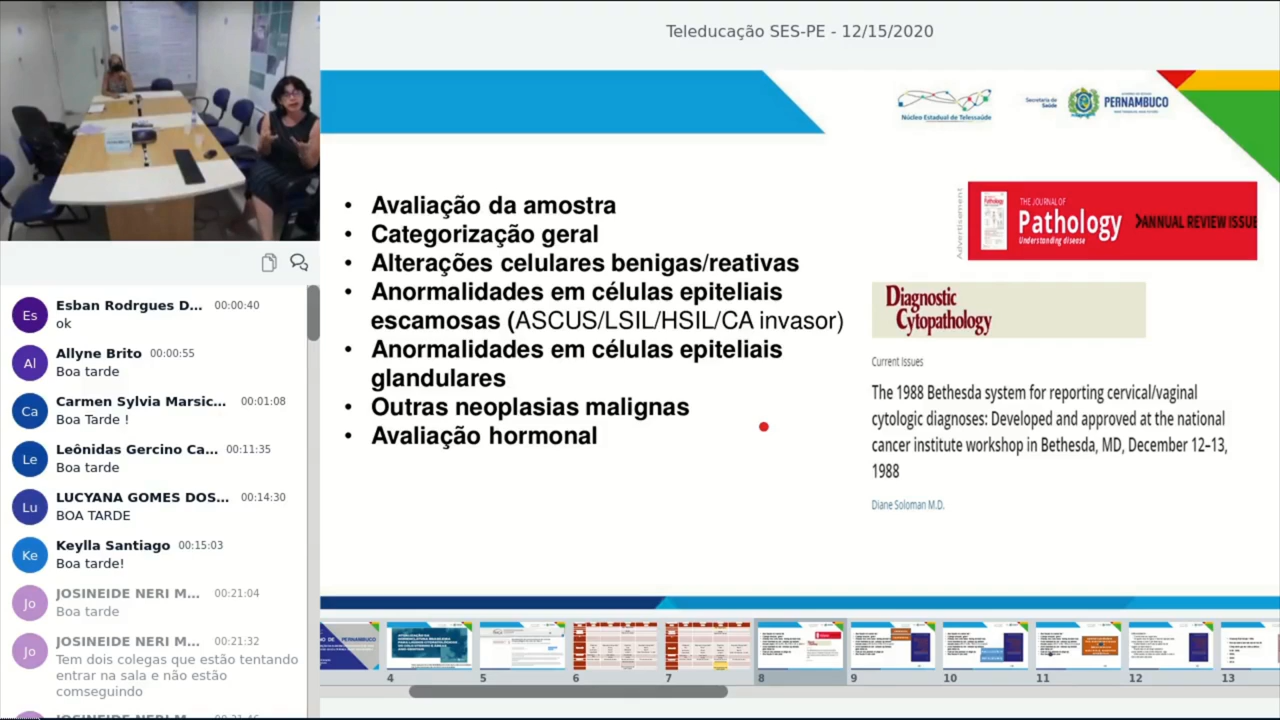 Teleducação SES-PE - 12/15/2020
Núcleo Estadual de Telessaúde
Secretaria de
Saúde
PERNAMBUCO
• Avaliação da amostra
• Categorização geral
• Alterações celulares benigas/reativas
• Anormalidades em células epiteliais
escamosas (ASCUS/LSIL/HSIL/CA invasor)
• Anormalidades em células epiteliais
glandulares
• Outras neoplasias malignas
• Avaliação hormonal
Advertisement
THE JOURNAL OF
Pathology
Understanding disease
ANNUAL REVIEW ISSUE
Diagnostic
Cytopathology
Current Issues
The 1988 Bethesda system for reporting cervical/vaginal
cytologic diagnoses: Developed and approved at the national
cancer institute workshop in Bethesda, MD, December 12–13,
1988
Diane Soloman M.D.
Es
Esban Rodrgues D... 00:00:40
ok
Al
Allyne Brito 00:00:55
Boa tarde
Ca
Carmen Sylvia Marsic... 00:01:08
Boa Tarde !
Le
Leônidas Gercino Ca... 00:11:35
Boa tarde
Lu
LUCYANA GOMES DOS... 00:14:30
BOA TARDE
Ke
Keylla Santiago 00:15:03
Boa tarde!
Jo
JOSINEIDE NERI M... 00:21:04
Boa tarde
Jo
JOSINEIDE NERI M... 00:21:32
Tem dois colegas que estão tentando
entrar na sala e não estão
comseguindo
4 5 6 7 8 9 10 11 12 13